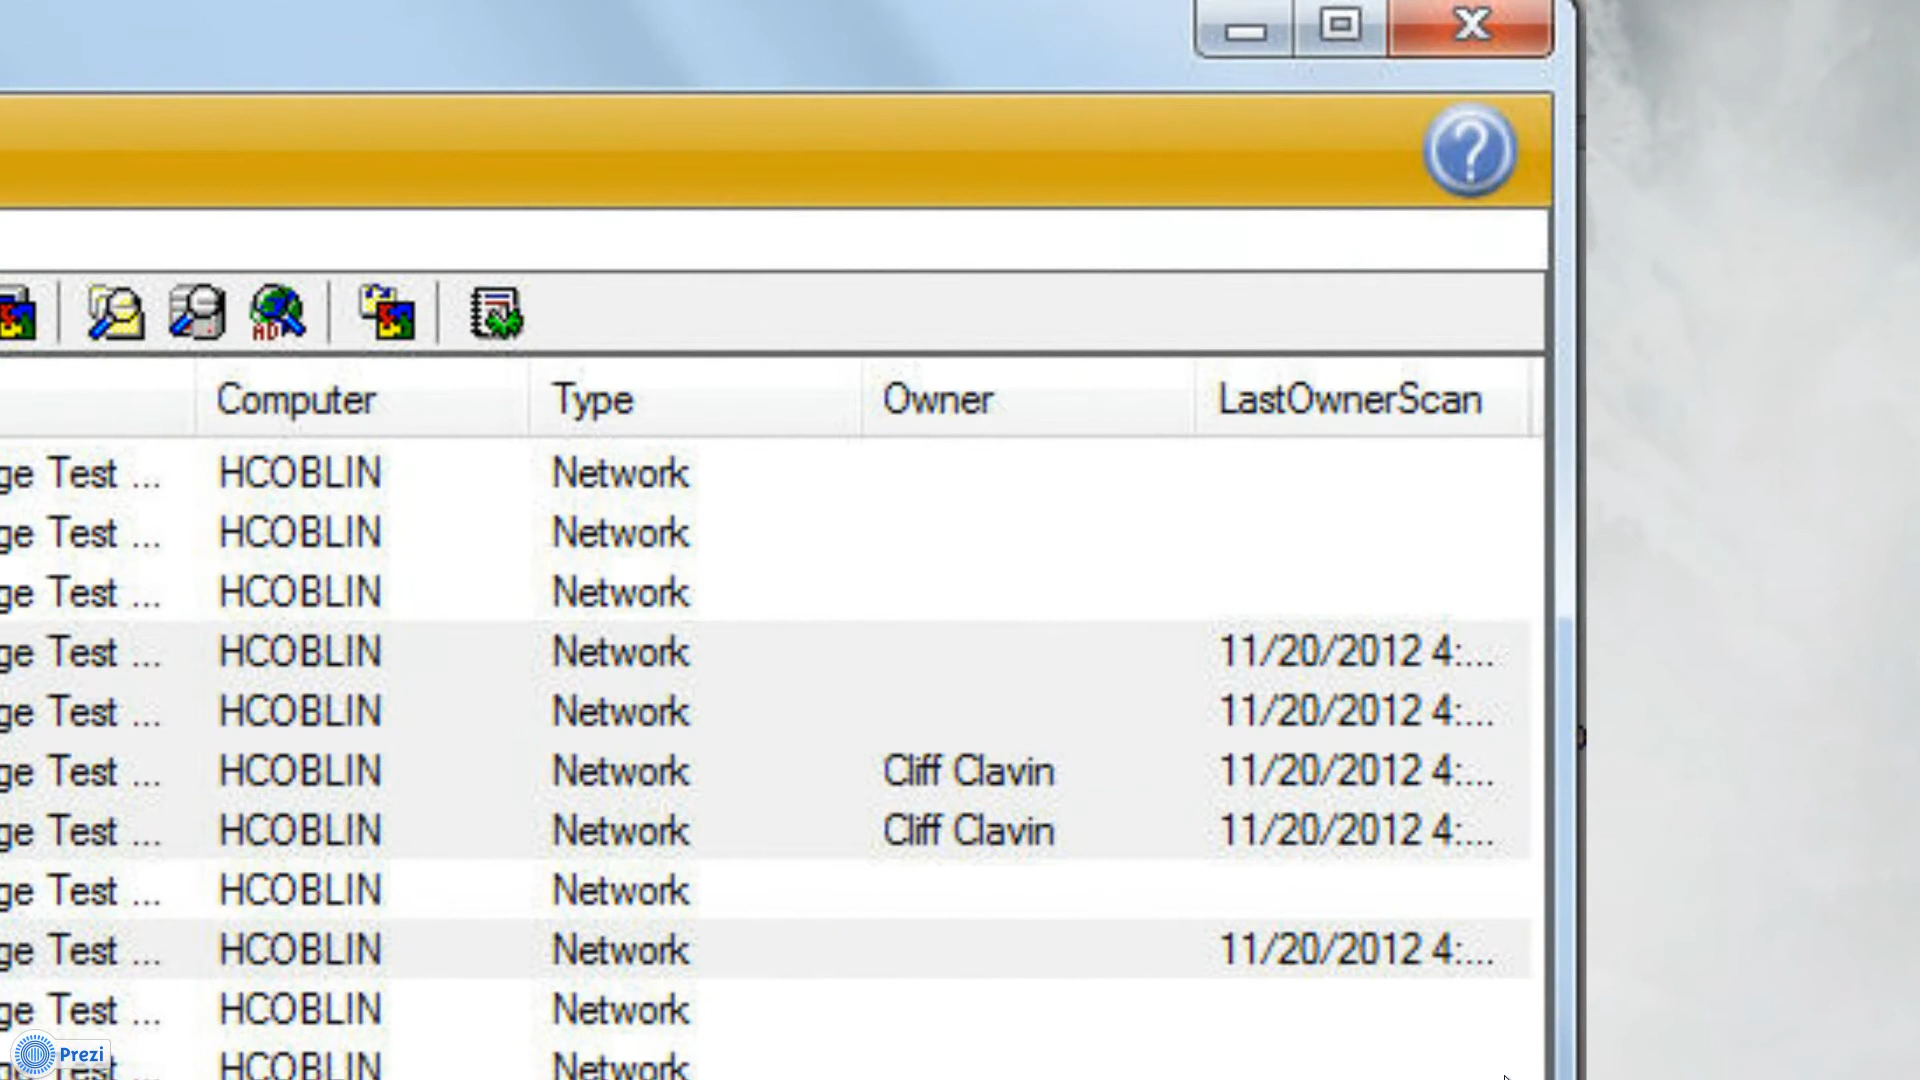 AD
Computer Type Owner LastOwnerScan
ge Test ... HCOBLIN Network
ge Test ... HCOBLIN Network
ge Test ... HCOBLIN Network
ge Test ... HCOBLIN Network 11/20/2012 4:...
ge Test ... HCOBLIN Network 11/20/2012 4:...
ge Test ... HCOBLIN Network Cliff Clavin 11/20/2012 4:...
ge Test ... HCOBLIN Network Cliff Clavin 11/20/2012 4:...
ge Test ... HCOBLIN Network
ge Test ... HCOBLIN Network 11/20/2012 4:...
ge Test ... HCOBLIN Network
Prezi
ge Test ... HCOBLIN Network